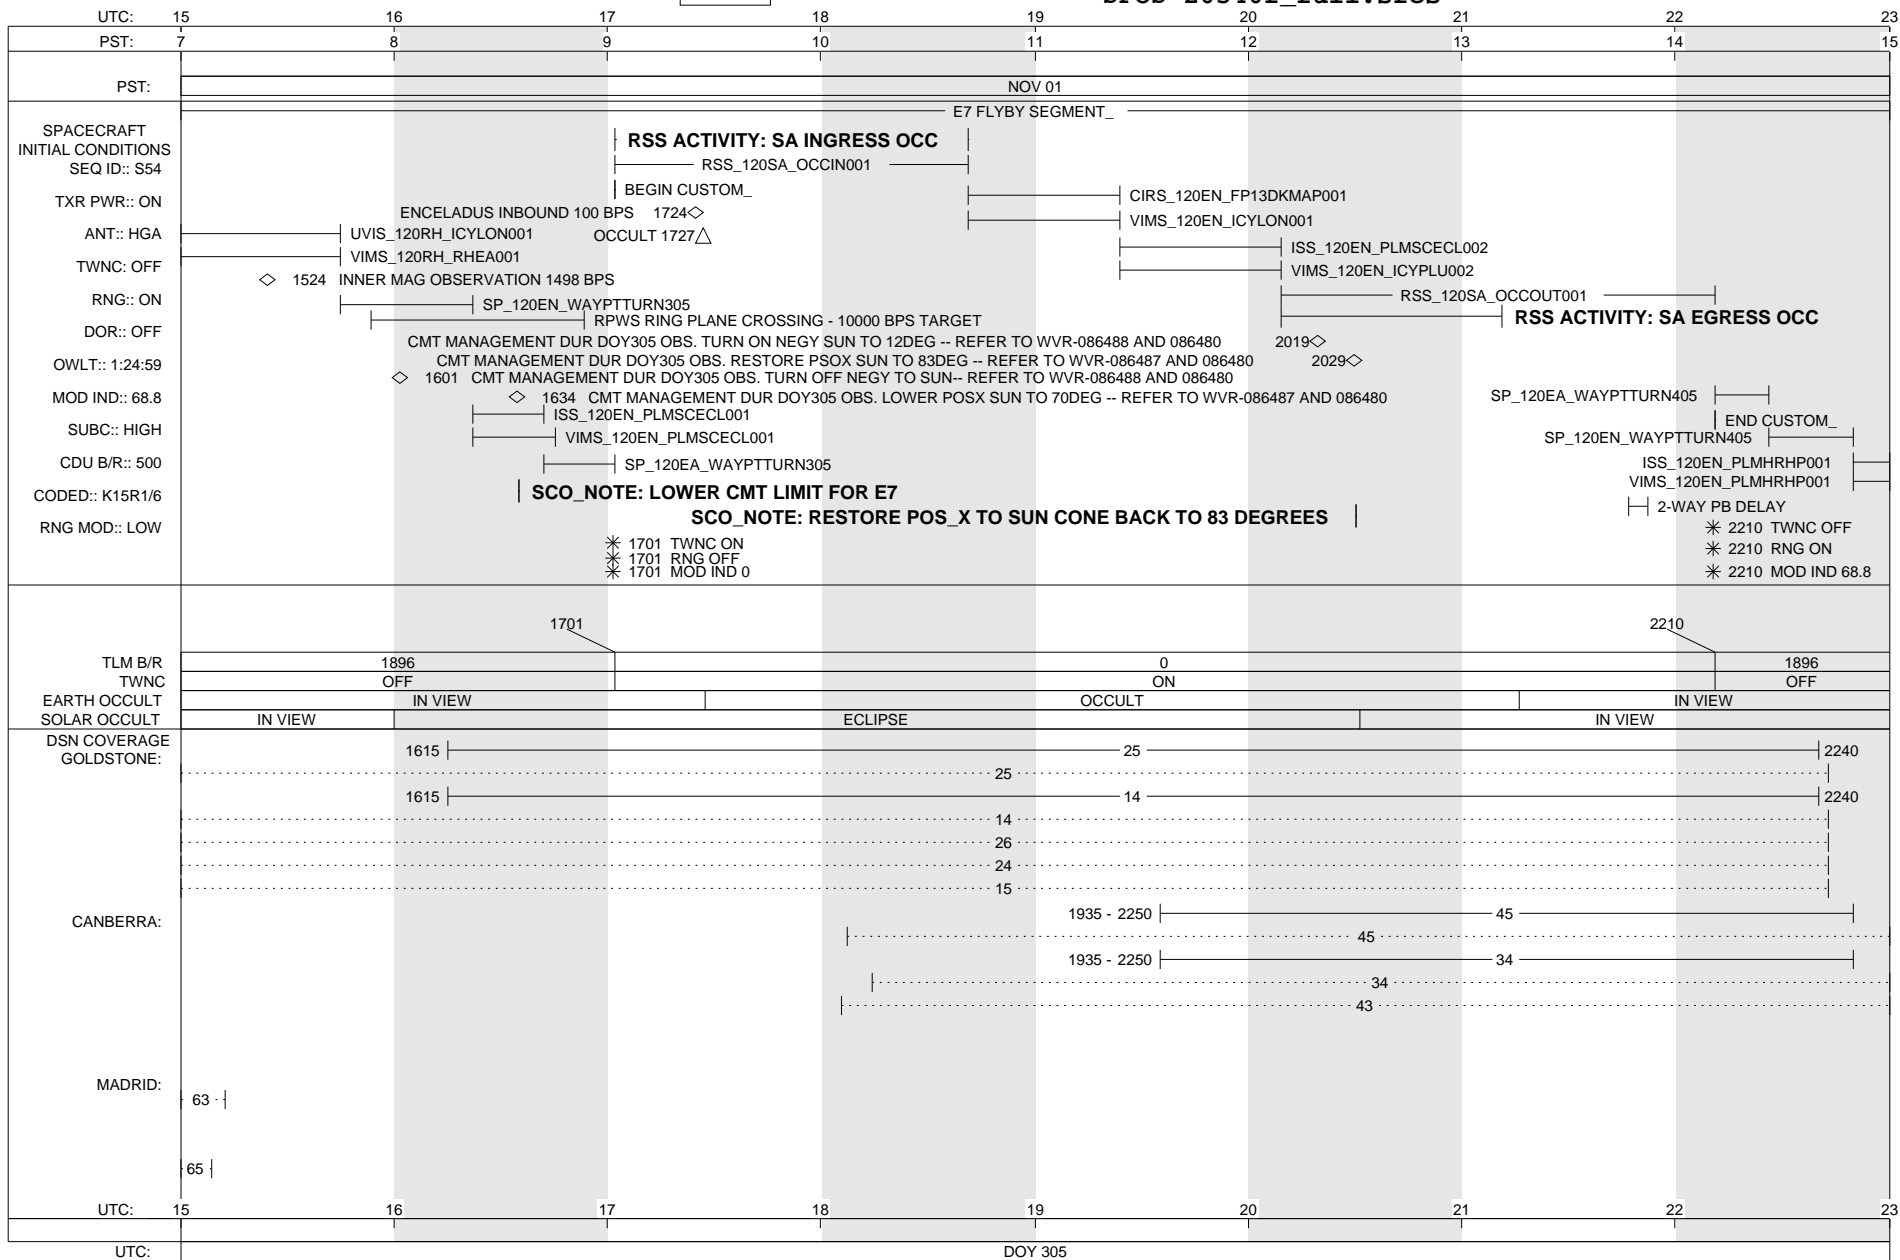 UTC: 15 16 17 18 19 20 21 22 23
PST: 7 8 9 10 11 12 13 14 15
PST: NOV 01
E7 FLYBY SEGMENT_
SPACECRAFT
INITIAL CONDITIONS
SEQ ID:: S54
TXR PWR:: ON
ANT:: HGA
TWNC: OFF
RNG:: ON
DOR:: OFF
OWLT:: 1:24:59
MOD IND:: 68.8
SUBC:: HIGH
CDU B/R:: 500
CODED:: K15R1/6
RNG MOD:: LOW
RSS ACTIVITY: SA INGRESS OCC
RSS_120SA_OCCIN001
BEGIN CUSTOM_
CIRS_120EN_FP13DKMAP001
ENCELADUS INBOUND 100 BPS 1724
VIMS_120EN_ICYLON001
UVIS_120RH_ICYLON001
OCCULT 1727
ISS_120EN_PLMSCECL002
VIMS_120RH_RHEA001
VIMS_120EN_ICYPLU002
1524 INNER MAG OBSERVATION 1498 BPS
RSS_120SA_OCCOUT001
SP_120EN_WAYPTTURN305
RPWS RING PLANE CROSSING - 10000 BPS TARGET
RSS ACTIVITY: SA EGRESS OCC
CMT MANAGEMENT DUR DOY305 OBS. TURN ON NEGY SUN TO 12DEG -- REFER TO WVR-086488 AND 086480 2019
CMT MANAGEMENT DUR DOY305 OBS. RESTORE PSOX SUN TO 83DEG -- REFER TO WVR-086487 AND 086480 2029
1601 CMT MANAGEMENT DUR DOY305 OBS. TURN OFF NEGY TO SUN-- REFER TO WVR-086488 AND 086480
1634 CMT MANAGEMENT DUR DOY305 OBS. LOWER POSX SUN TO 70DEG -- REFER TO WVR-086487 AND 086480
SP_120EA_WAYPTTURN405
ISS_120EN_PLMSCECL001
END CUSTOM_
VIMS_120EN_PLMSCECL001
SP_120EN_WAYPTTURN405
SP_120EA_WAYPTTURN305
ISS_120EN_PLMHRHP001
VIMS_120EN_PLMHRHP001
SCO_NOTE: LOWER CMT LIMIT FOR E7
2-WAY PB DELAY
SCO_NOTE: RESTORE POS_X TO SUN CONE BACK TO 83 DEGREES
1701 TWNC ON
1701 RNG OFF
1701 MOD IND 0
2210 TWNC OFF
2210 RNG ON
2210 MOD IND 68.8
1701 2210
TLM B/R 1896 0 1896
TWNC OFF ON OFF
EARTH OCCULT IN VIEW OCCULT IN VIEW
SOLAR OCCULT IN VIEW ECLIPSE IN VIEW
DSN COVERAGE
GOLDSTONE:
1615 25 2240
25
1615 14 2240
14
26
24
15
CANBERRA:
1935 - 2250 45
45
1935 - 2250 34
34
43
MADRID:
63
65
UTC: 15 16 17 18 19 20 21 22 23
UTC: DOY 305